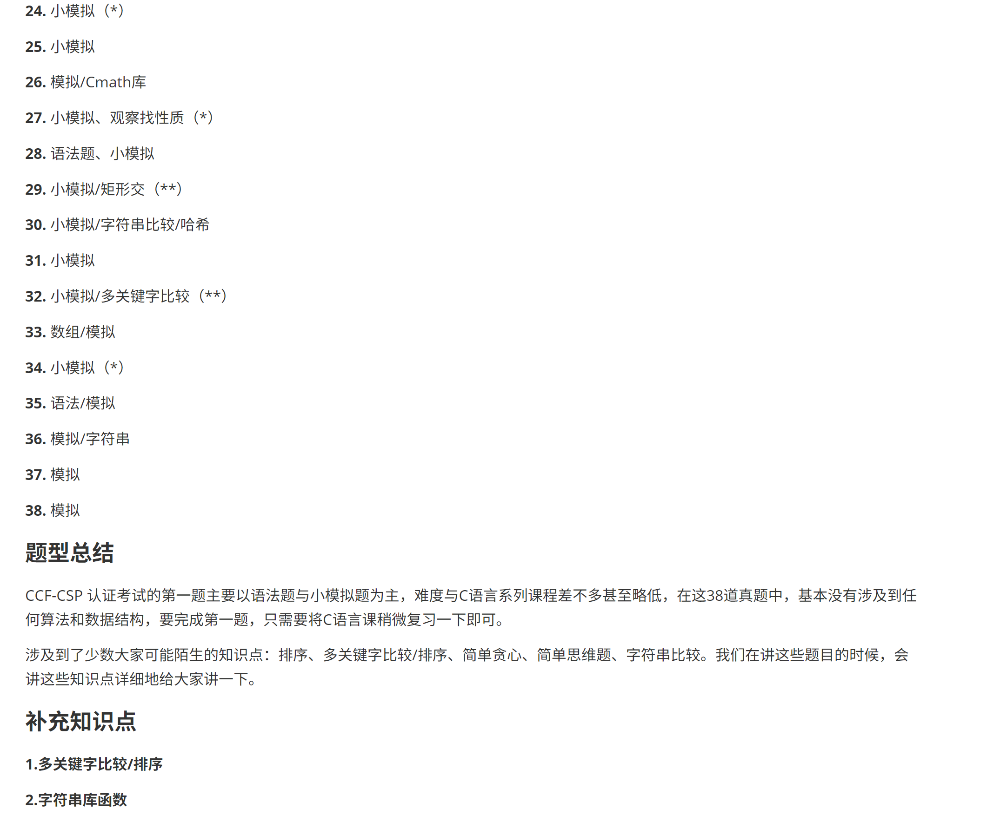 24. 小模拟（*）
25. 小模拟
26. 模拟/Cmath库
27. 小模拟、观察找性质（*）
28. 语法题、小模拟
29. 小模拟/矩形交（**）
30. 小模拟/字符串比较/哈希
31. 小模拟
32. 小模拟/多关键字比较（**）
33. 数组/模拟
34. 小模拟（*）
35. 语法/模拟
36. 模拟/字符串
37. 模拟
38. 模拟
题型总结
CCF-CSP 认证考试的第一题主要以语法题与小模拟题为主，难度与C语言系列课程差不多甚至略低，在这38道真题中，基本没有涉及到任
何算法和数据结构，要完成第一题，只需要将C语言课稍微复习一下即可。
涉及到了少数大家可能陌生的知识点：排序、多关键字比较/排序、简单贪心、简单思维题、字符串比较。我们在讲这些题目的时候，会
讲这些知识点详细地给大家讲一下。
补充知识点
1.多关键字比较/排序
2.字符串库函数